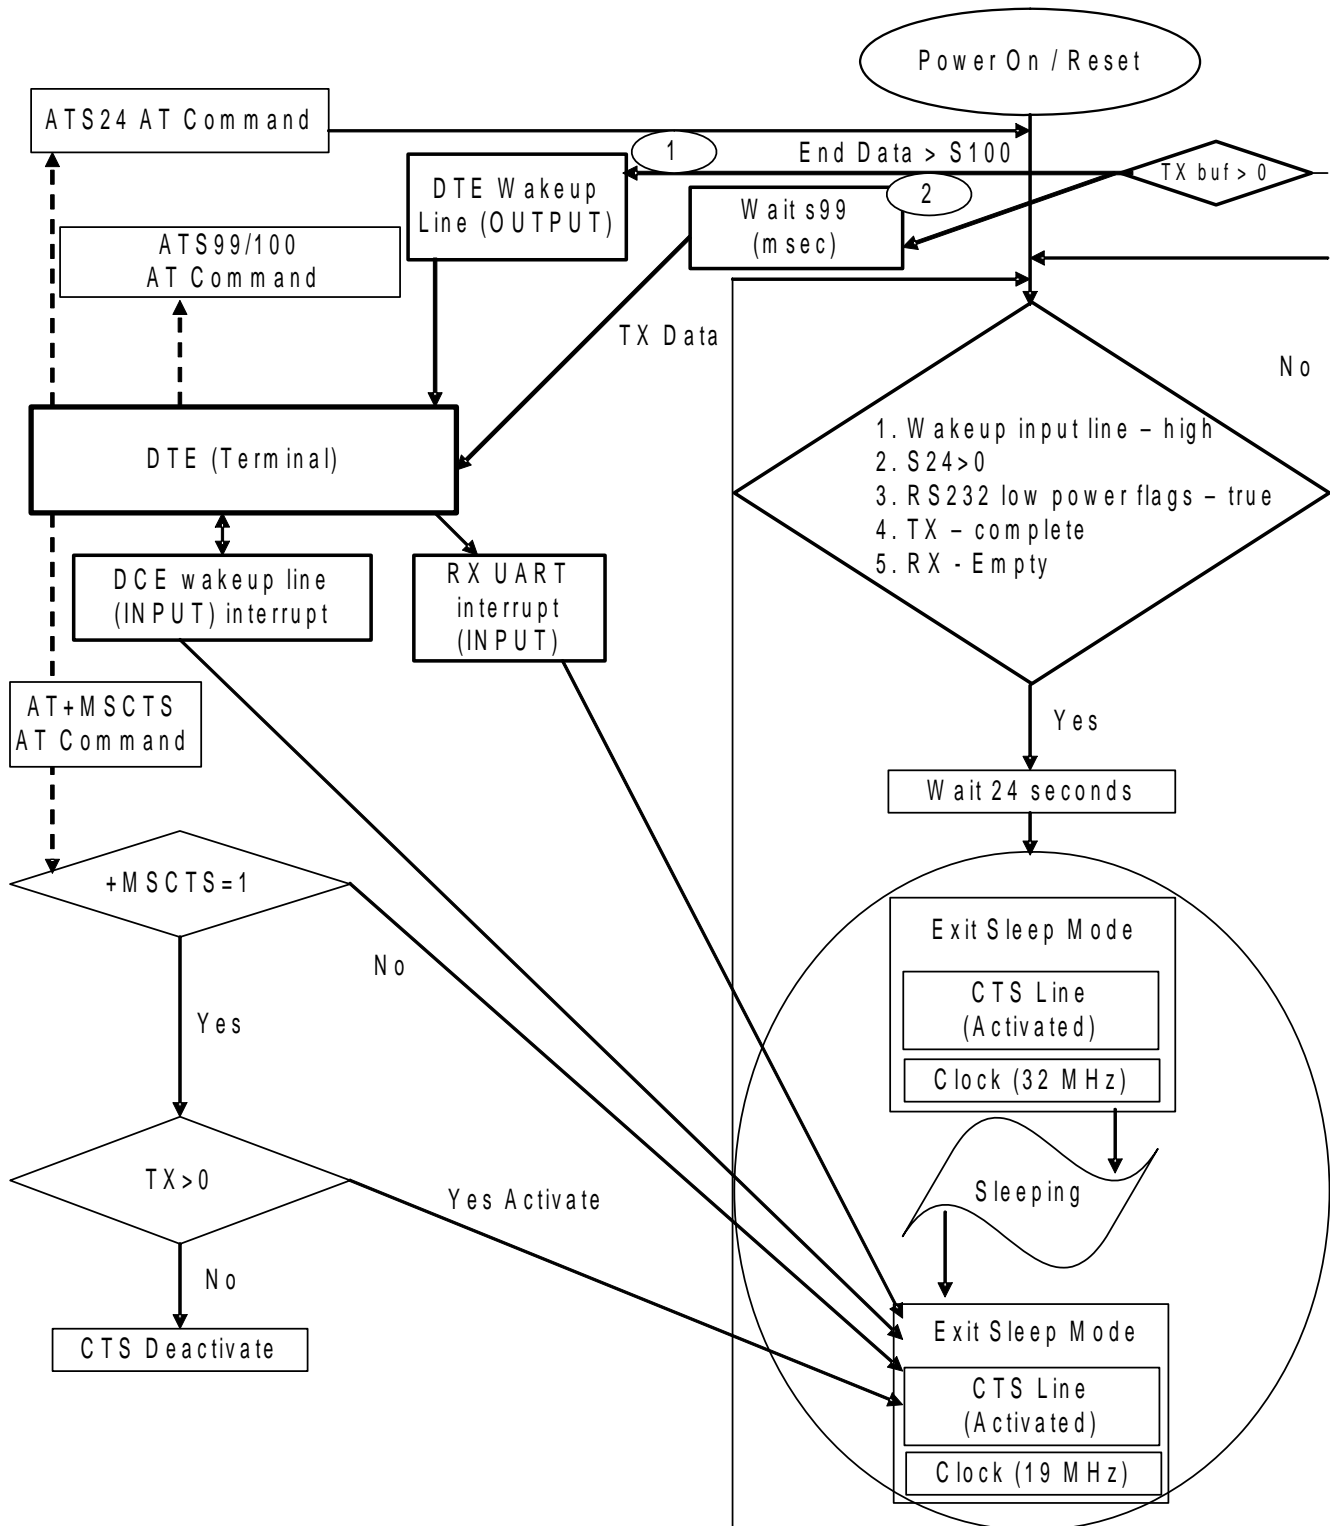 Power On / Reset
ATS24 AT Command
1
End Data > S100
TX buf > 0
DTE Wakeup
Line (OUTPUT)
2
Wait s99
(msec)
ATS99/100
AT Command
TX Data
No
DTE (Terminal)
1. Wakeup input line – high
2. S24>0
3. RS232 low power flags – true
4. TX – complete
5. RX - Empty
DCE wakeup line
(INPUT) interrupt
RX UART
interrupt
(INPUT)
AT+MSCTS
AT Command
Yes
Wait 24 seconds
+MSCTS=1
No
Exit Sleep Mode
CTS Line
(Activated)
Clock (32 MHz)
Yes
TX>0
Yes Activate
Sleeping
No
CTS Deactivate
Exit Sleep Mode
CTS Line
(Activated)
Clock (19 MHz)